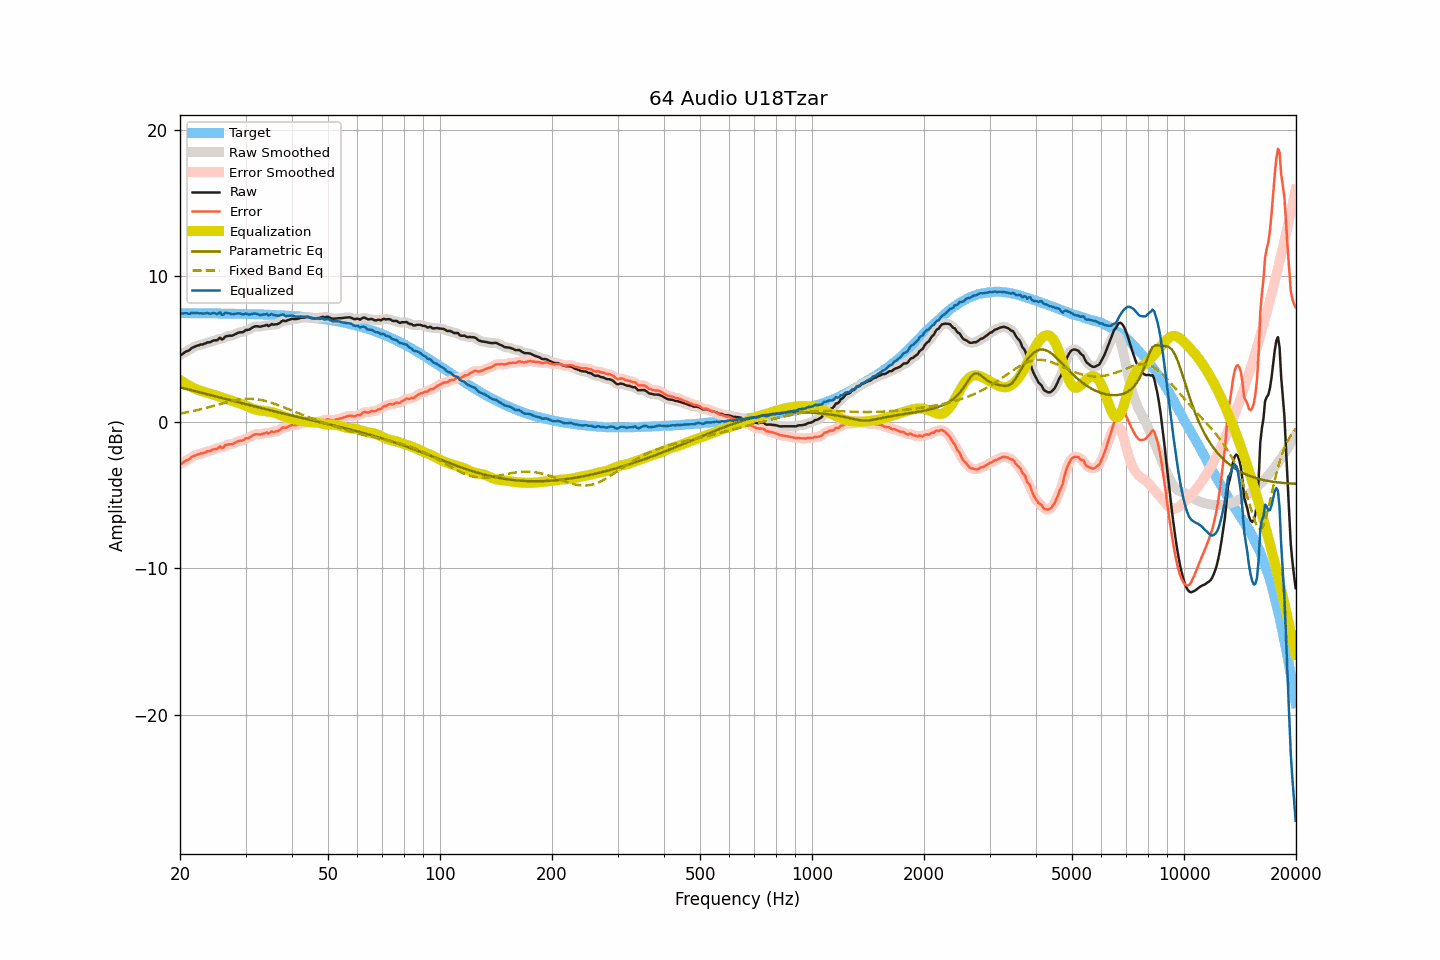 64 Audio U18Tzar
20
10
0
−10
−20
Amplitude (dBr)
Target
Raw Smoothed
Error Smoothed
Raw
Error
Equalization
Parametric Eq
Fixed Band Eq
Equalized
20 50 100 200 500 1000 2000 5000 10000 20000
Frequency (Hz)